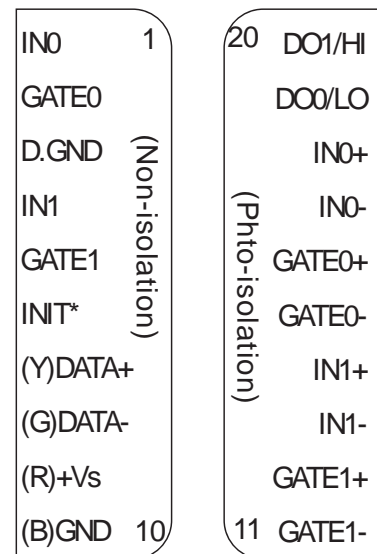 IN0 1
GATE0
D.GND
IN1
GATE1
INIT*
(Y)DATA+
(G)DATA-
(R)+Vs
(B)GND 10
(Non-isolation)
20 DO1/HI
DO0/LO
IN0+
IN0-
GATE0+
GATE0-
IN1+
IN1-
GATE1+
11 GATE1-
(Phto-isolation)